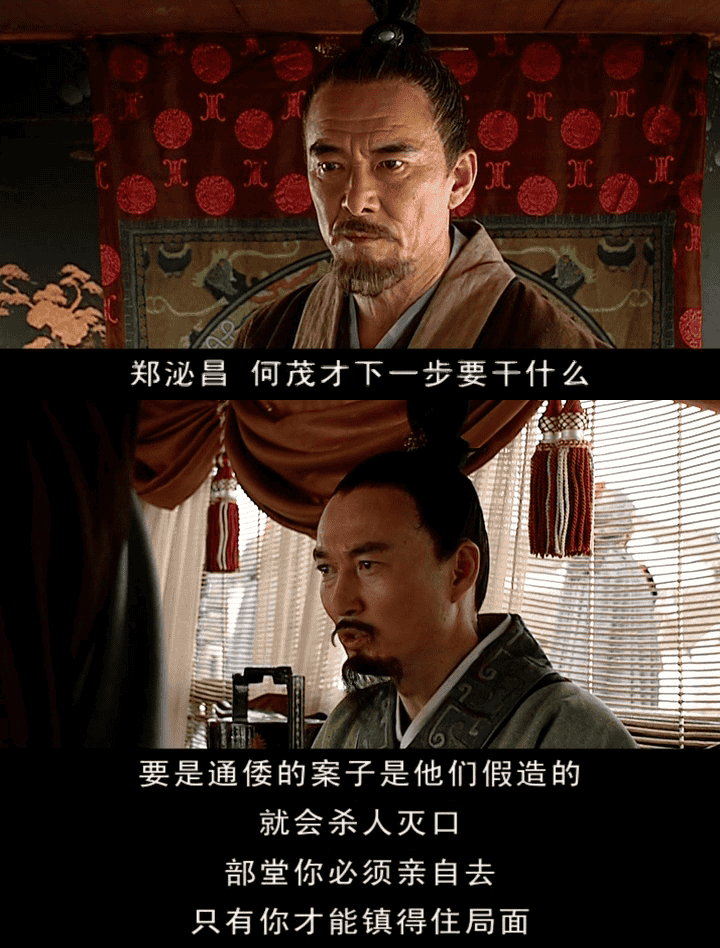 郑泌昌 何茂才下一步要干什么
要是通倭的案子是他们假造的
就会杀人灭口
部堂你必须亲自去
只有你才能镇得住局面